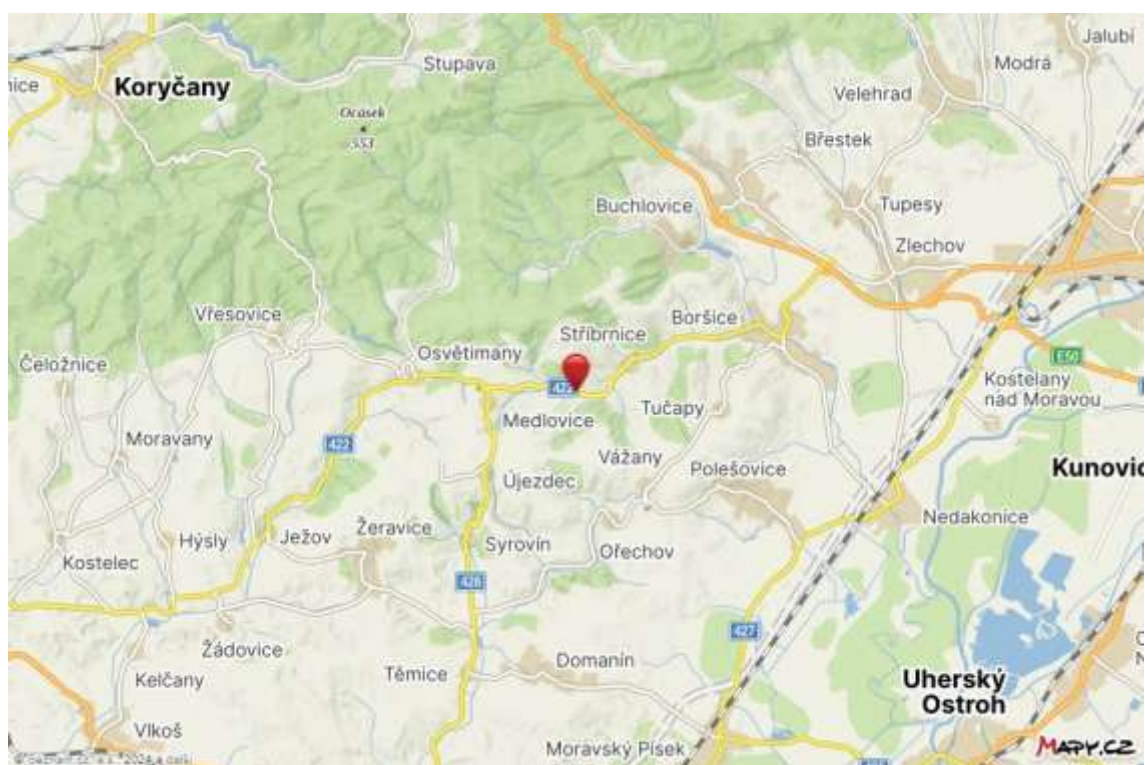 Koryčany
Stupava
Ocásek
553
Modrá
Jalubí
Velehrad
Břestek
Buchlovice
Tupesy
Zlechov
Vřesovice
Stříbrnice
Boršice
Čeložnice
Osvětimany
422
E50
Kostelany
nad Moravou
Medlovice
Tučapy
Moravany
422
Vážany
Polešovice
Kunovic
Újezdec
Nedakonice
Hýsly
Ježov
Žeravice
Syrovín
Ořechov
Kostelec
426
427
Žádovice
Těmice
Domanín
Kelčany
Uherský
Ostroh
Vlkoš
Moravský Písek
MAPY.CZ